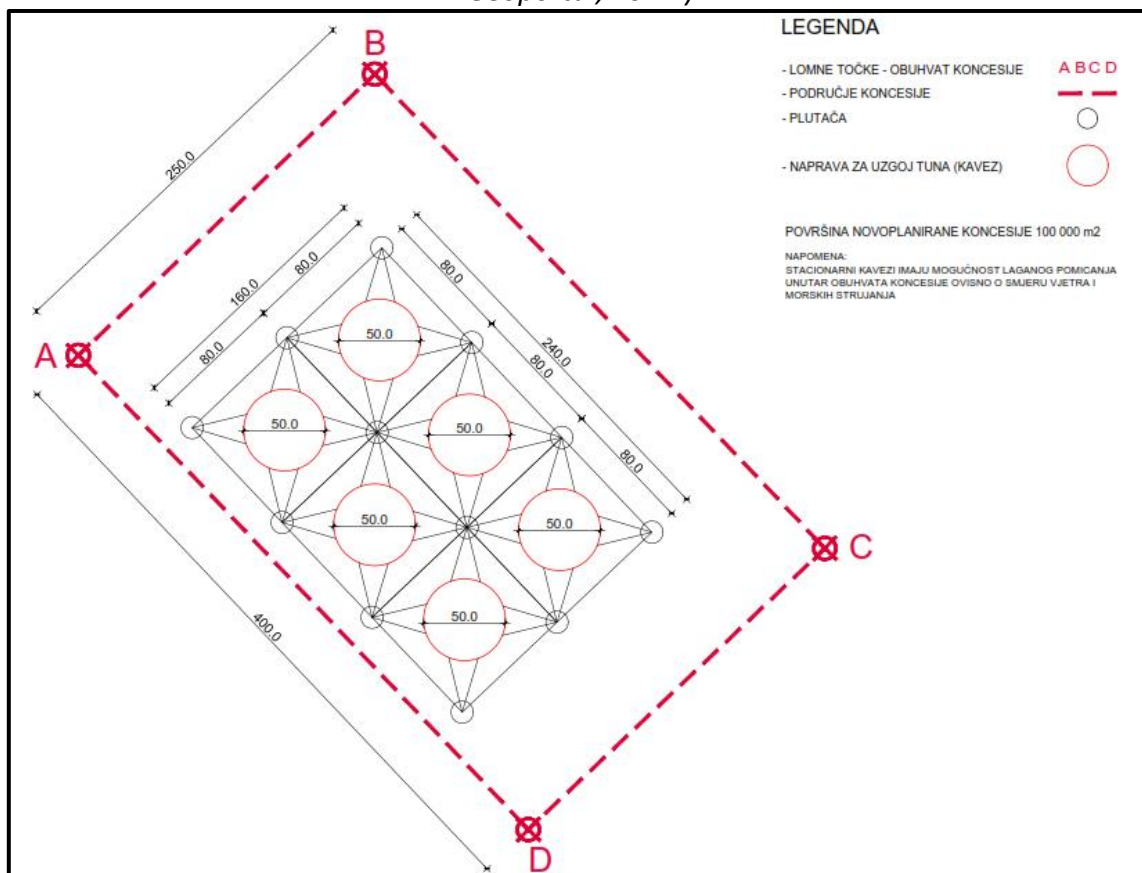 LEGENDA
- LOMNE TOČKE - OBUHVAT KONCESIJE A B C D
- PODRUČJE KONCESIJE
- PLUTAČA
- NAPRAVA ZA UZGOJ TUNA (KAVEZ)
POVRŠINA NOVOPLANIRANE KONCESIJE 100 000 m2
NAPOMENA:
STACIONARNI KAVEZI IMAJU MOGUĆNOST LAGANOG POMICANJA
UNUTAR OBUHVATA KONCESIJE OVISNO O SMJERU VJETRA I
MORSKIH STRUJANJA
B
250.0
160.0
80.0
80.0
80.0
240.0
80.0
80.0
A
50.0
50.0
50.0
50.0
50.0
50.0
C
400.0
D